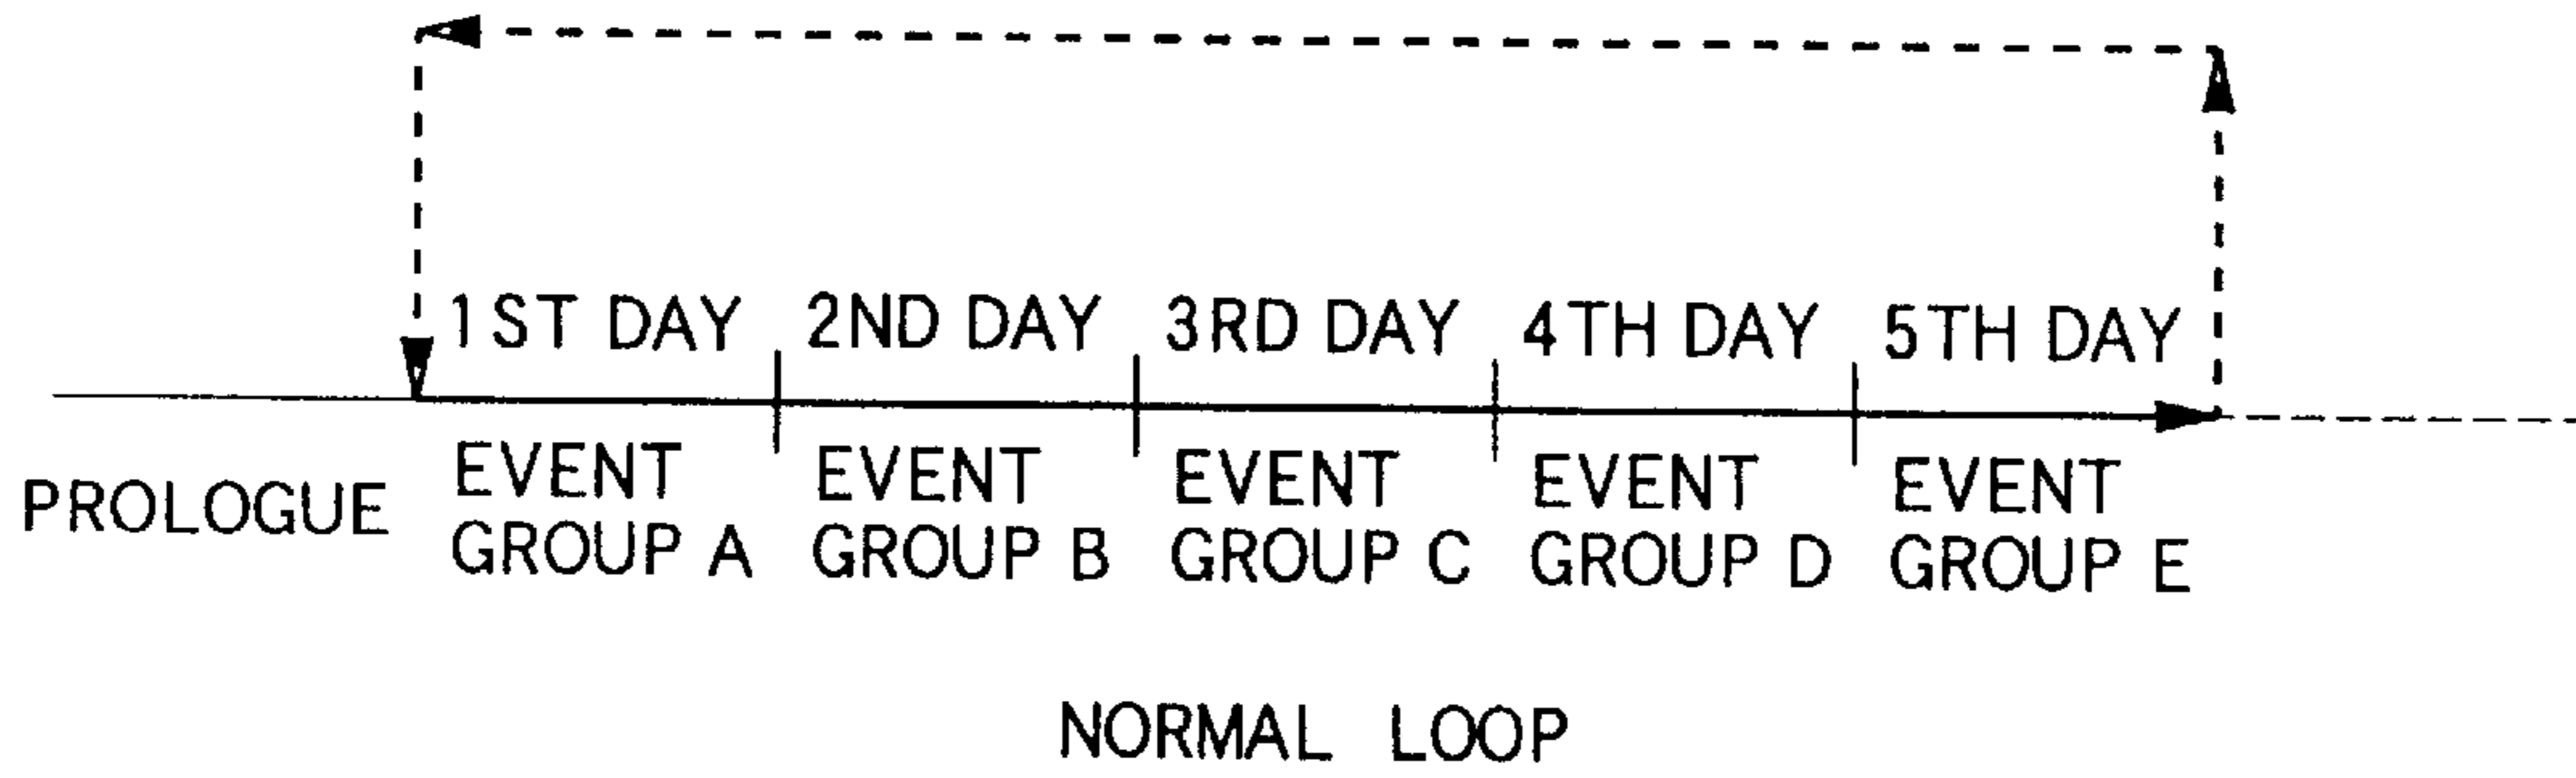 1ST DAY 2ND DAY 3RD DAY 4TH DAY 5TH DAY
PROLOGUE
EVENT GROUP A
EVENT GROUP B
EVENT GROUP C
EVENT GROUP D
EVENT GROUP E
NORMAL LOOP